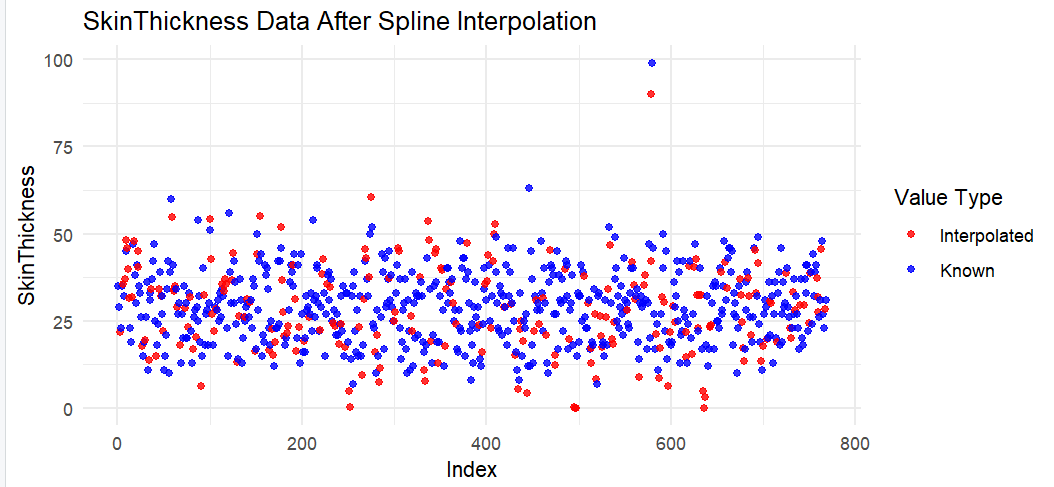 SkinThickness Data After Spline Interpolation
100
75
50
25
0
SkinThickness
0
200
400
600
800
Index
Value Type
Interpolated
Known